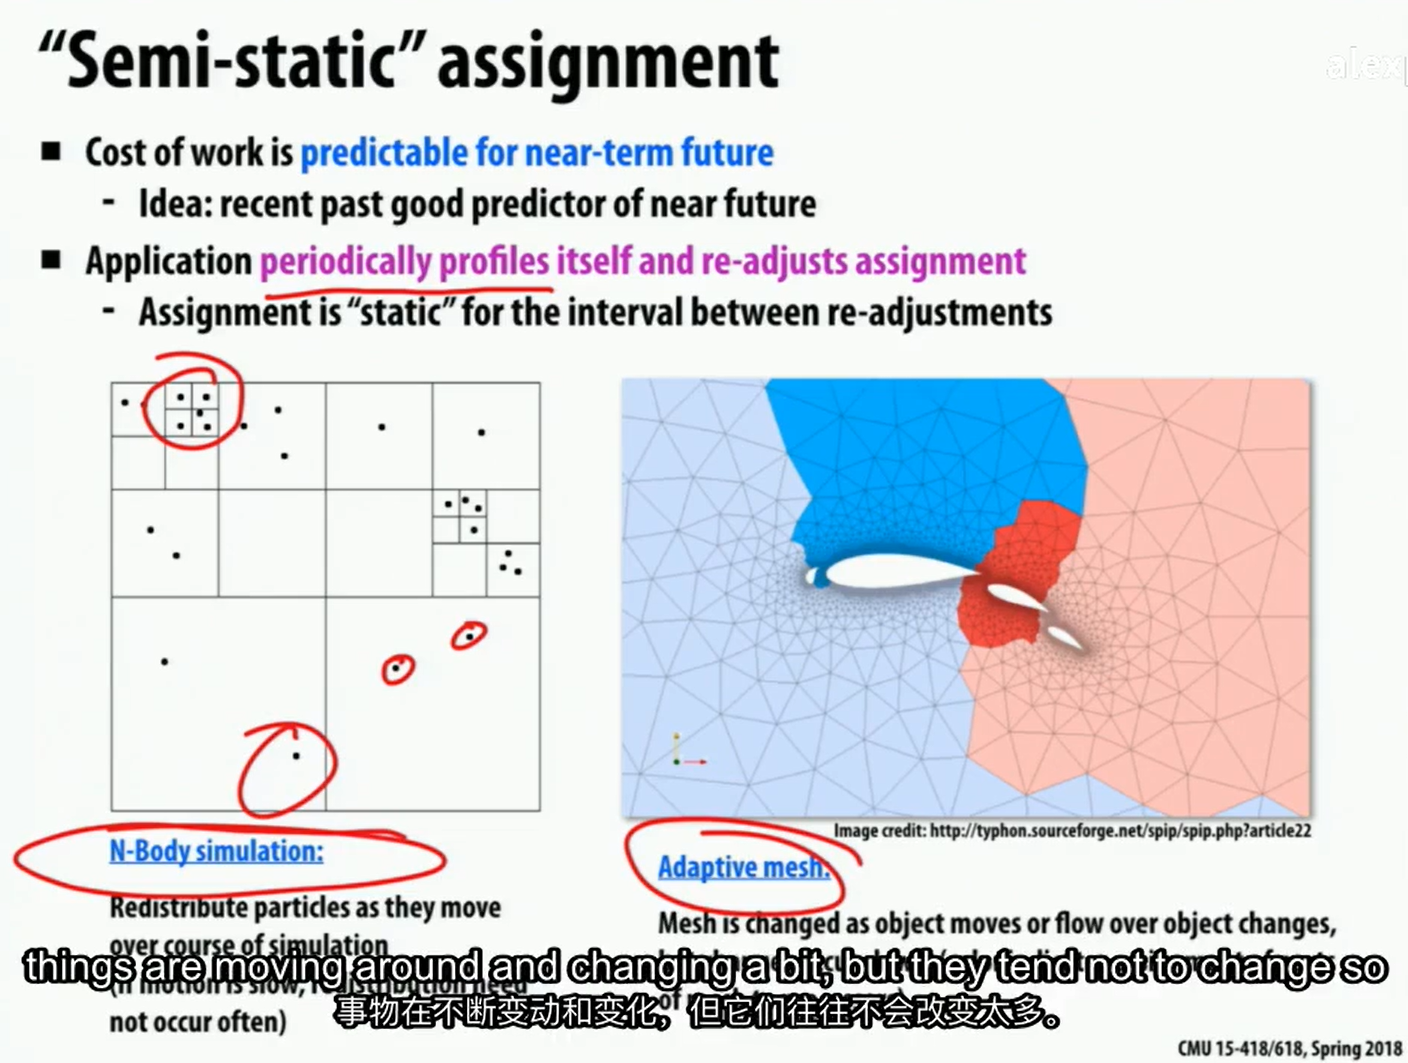 “Semi-static” assignment
alex
■ Cost of work is predictable for near-term future
- Idea: recent past good predictor of near future
■ Application periodically profiles itself and re-adjusts assignment
- Assignment is “static” for the interval between re-adjustments
Image credit: http://typhon.sourceforge.net/spip/spip.php?article22
N-Body simulation:
Redistribute particles as they move
over course of simulation
(if motion is slow, redistribution need
not occur often)
Adaptive mesh:
Mesh is changed as object moves or flow over object changes,
of
things are moving around and changing a bit, but they tend not to change so
事物在不断变动和变化，但它们往往不会改变太多。
CMU 15-418/618, Spring 2018